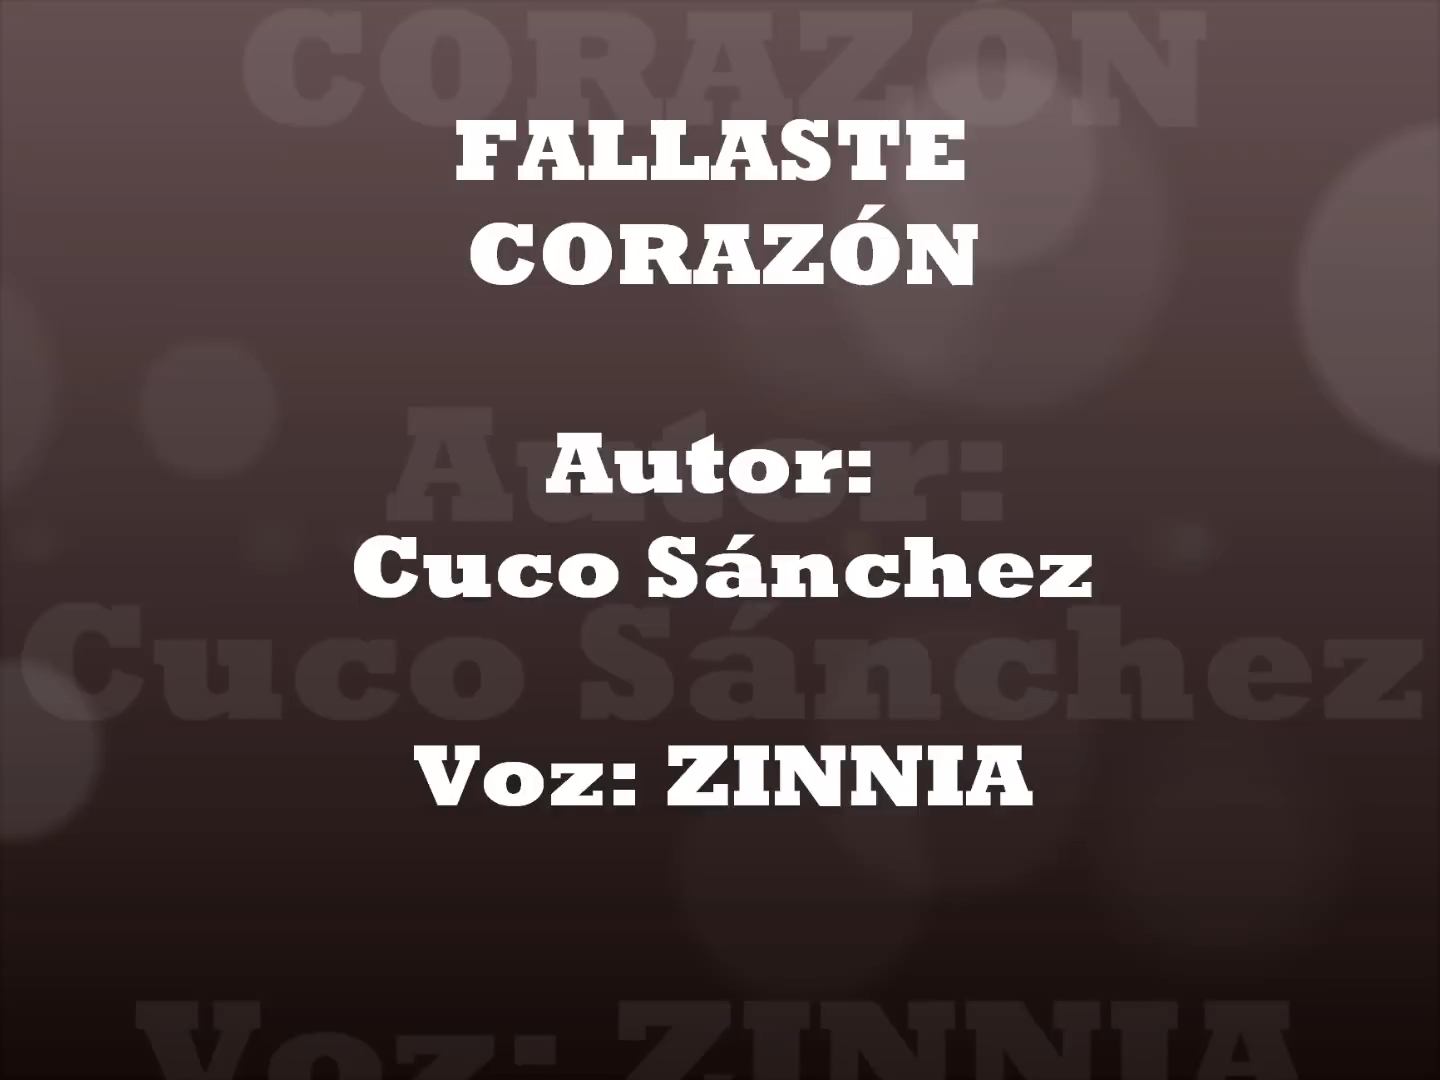 FALLASTE
CORAZÓN
Autor:
Cuco Sánchez
Voz: ZINNIA